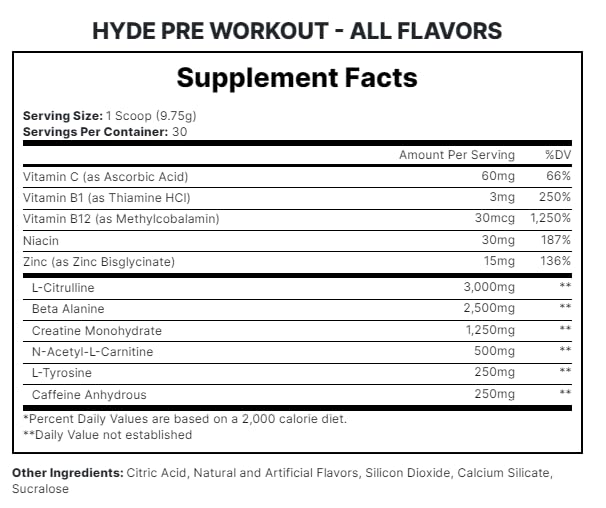 HYDE PRE WORKOUT - ALL FLAVORS
Supplement Facts
Serving Size: 1 Scoop (9.75g)
Servings Per Container: 30
Amount Per Serving %DV
Vitamin C (as Ascorbic Acid) 60mg 66%
Vitamin B1 (as Thiamine HCl) 3mg 250%
Vitamin B12 (as Methylcobalamin) 30mcg 1,250%
Niacin 30mg 187%
Zinc (as Zinc Bisglycinate) 15mg 136%
L-Citrulline 3,000mg **
Beta Alanine 2,500mg **
Creatine Monohydrate 1,250mg **
N-Acetyl-L-Carnitine 500mg **
L-Tyrosine 250mg **
Caffeine Anhydrous 250mg **
*Percent Daily Values are based on a 2,000 calorie diet.
**Daily Value not established
Other Ingredients: Citric Acid, Natural and Artificial Flavors, Silicon Dioxide, Calcium Silicate,
Sucralose